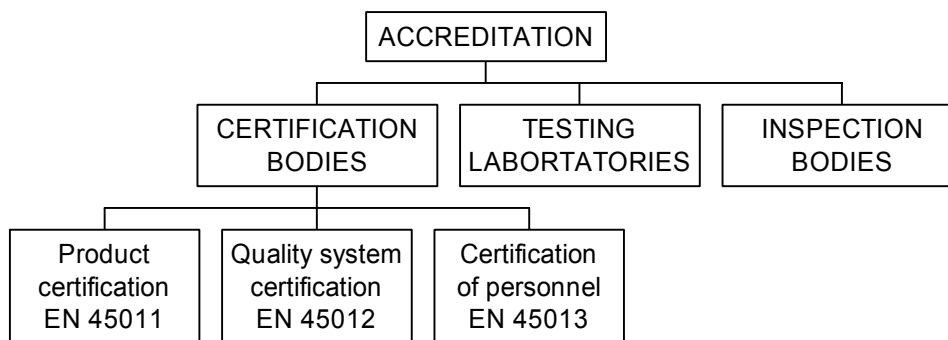 ACCREDITATION
CERTIFICATION
BODIES
TESTING
LABORTATORIES
INSPECTION
BODIES
Product
certification
EN 45011
Quality system
certification
EN 45012
Certification
of personnel
EN 45013